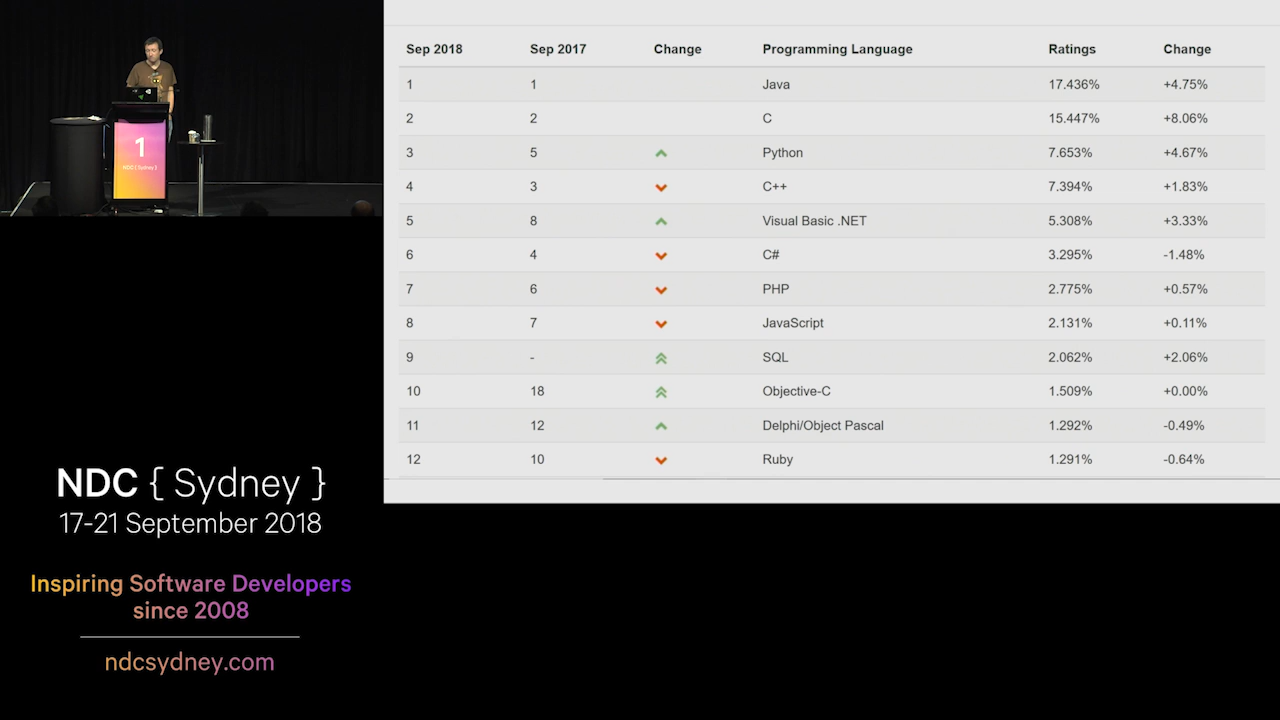 1
NDC { Sydney }
Sep 2018 Sep 2017 Change Programming Language Ratings Change
1 1 Java 17.436% +4.75%
2 2 C 15.447% +8.06%
3 5 Python 7.653% +4.67%
4 3 C++ 7.394% +1.83%
5 8 Visual Basic .NET 5.308% +3.33%
6 4 C# 3.295% -1.48%
7 6 PHP 2.775% +0.57%
8 7 JavaScript 2.131% +0.11%
9 - SQL 2.062% +2.06%
10 18 Objective-C 1.509% +0.00%
11 12 Delphi/Object Pascal 1.292% -0.49%
12 10 Ruby 1.291% -0.64%
NDC { Sydney }
17-21 September 2018
Inspiring Software Developers
since 2008
ndcsydney.com